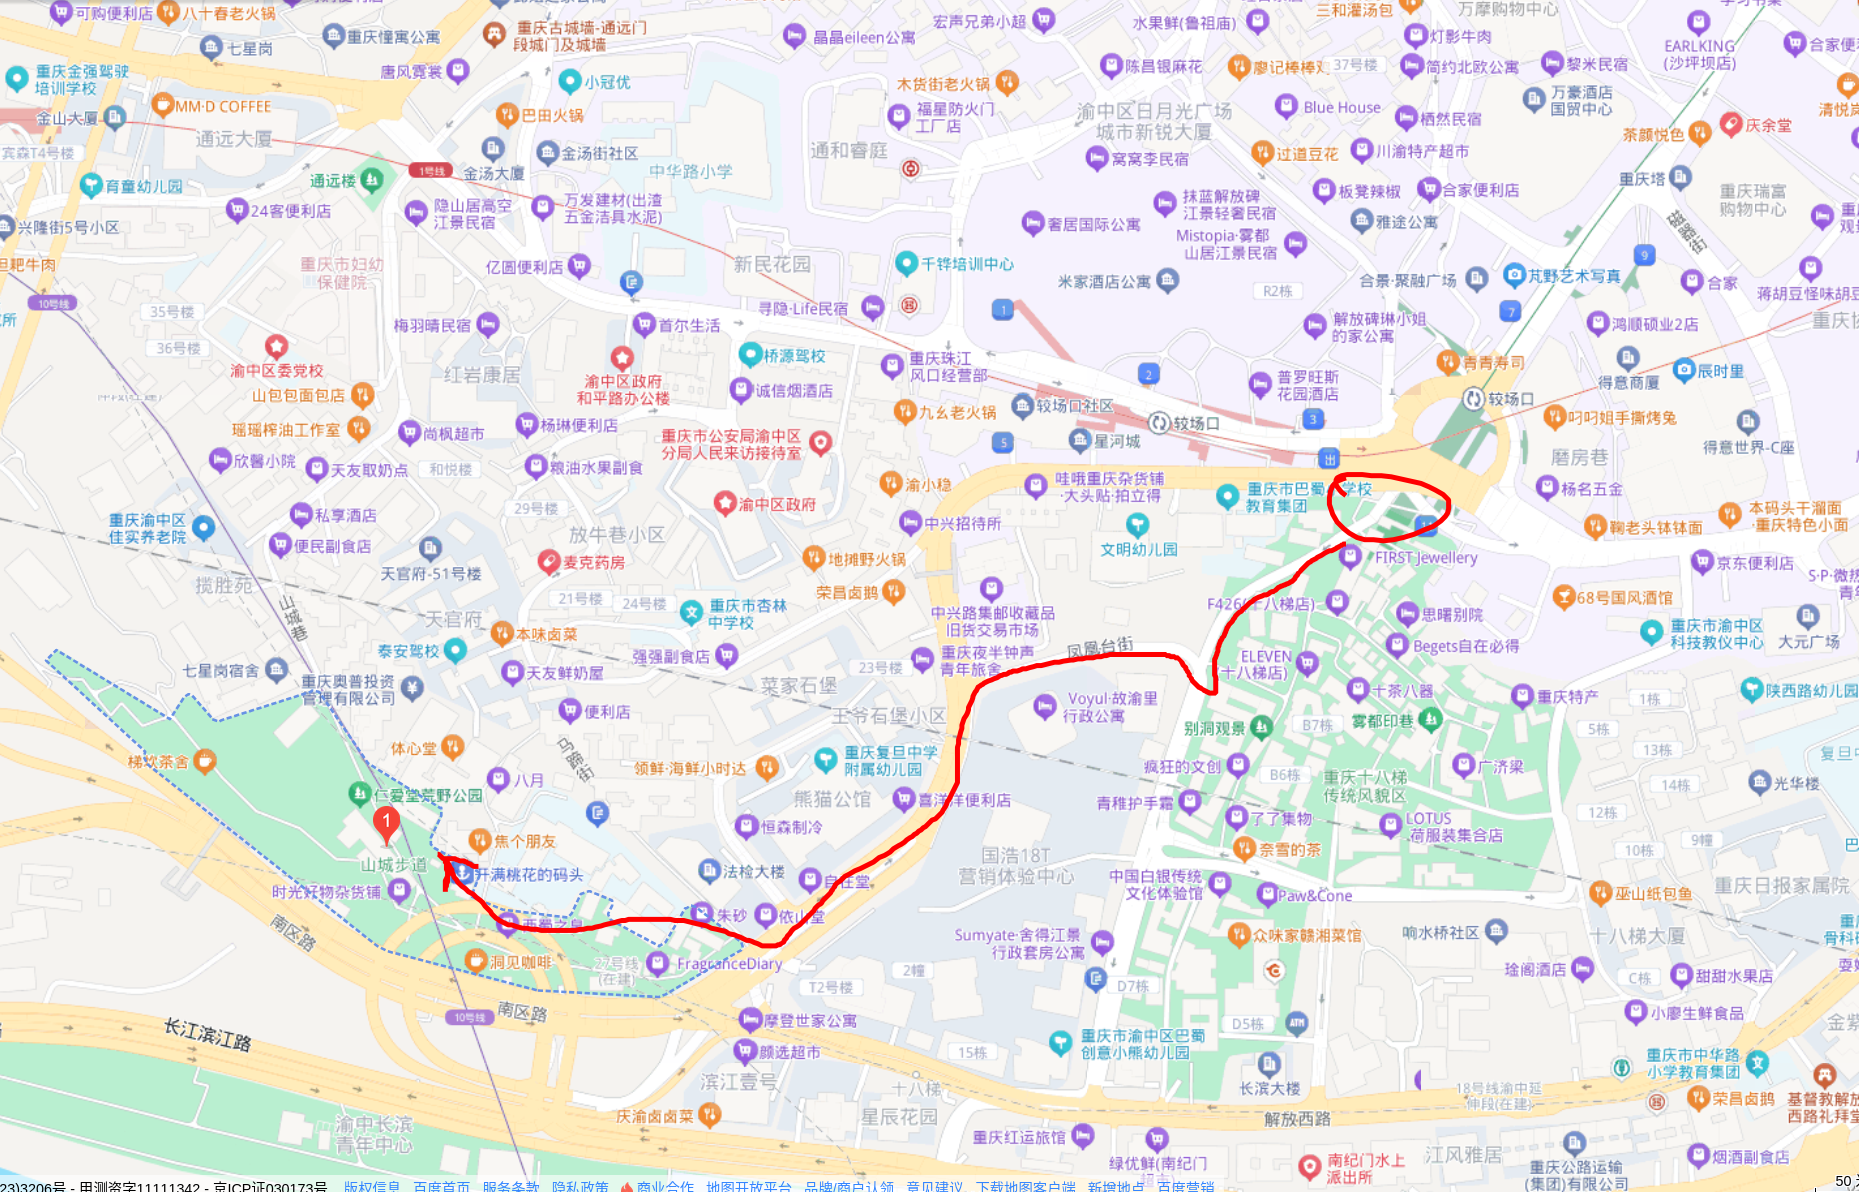 可购便利店
八十春老火锅
七星岗
重庆憧寓公寓
重庆古城墙-通远门
段城门及城墙
唐风霓裳
小冠优
晶晶eileen公寓
宏声兄弟小超
水果鲜(鲁祖庙)
三和灌汤包
万摩购物中心
灯影牛肉
EARLKING
(沙坪坝店)
合家便
重庆金强驾驶
培训学校
MM·D COFFEE
金山大厦
通远大厦
宾森T4号楼
巴田火锅
金汤大厦
金汤街社区
木货街老火锅
福星防火门
工厂店
通和睿庭
陈昌银麻花
廖记棒棒
37号楼
简约北欧公寓
黎米民宿
万豪酒店
国贸中心
渝中区日月光广场
城市新锐大厦
Blue House
栖然民宿
茶颜悦色
庆余堂
清悦
窝窝李民宿
过道豆花
川渝特产超市
重庆塔
重庆瑞富
购物中心
育童幼儿园
通远楼
1号线
中华路小学
24客便利店
兴隆街5号小区
隐山居高空
江景民宿
万发建材(出渣
五金洁具水泥)
抹蓝解放碑
江景轻奢民宿
板凳辣椒
合家便利店
奢居国际公寓
雅途公寓
Mistopia·雾都
山居江景民宿
磁器街
旦耙牛肉
10号线
重庆市妇幼
保健院
亿圆便利店
新民花园
千铧培训中心
米家酒店公寓
R2栋
合景·聚融广场
芃野艺术写真
9
合家
蒋胡豆怪味胡豆
35号楼
36号楼
梅羽晴民宿
首尔生活
寻隐·Life民宿
1
7
解放碑琳小姐
的家公寓
鸿顺硕业2店
渝中区委党校
红岩康居
渝中区政府
和平路办公楼
桥源驾校
诚信烟酒店
重庆珠江
风口经营部
2
普罗旺斯
花园酒店
青青寿司
得意商厦
辰时里
山包包面包店
瑶瑶榨油工作室
尚枫超市
杨琳便利店
九幺老火锅
较场口社区
较场口
3
较场口
叼叼姐手撕烤兔
得意世界-C座
欣馨小院
天友取奶点
和悦楼
粮油水果副食
重庆市公安局渝中区
分局人民来访接待室
5
星河城
磨房巷
渝小稳
哇哦重庆杂货铺
·大头贴·拍立得
重庆市巴蜀
学校
教育集团
杨名五金
重庆渝中区
佳实养老院
私享酒店
便民副食店
29号楼
渝中区政府
放牛巷小区
中兴招待所
文明幼儿园
鞠老头钵钵面
本码头干溜面
·重庆特色小面
揽胜苑
天官府-51号楼
麦克药房
地摊野火锅
FIRST Jewellery
京东便利店
山城巷
天官府
21号楼
24号楼
重庆市杏林
中学校
荣昌卤鹅
中兴路集邮收藏品
旧货交易市场
思曙别院
68号国风酒馆
重庆市渝中区
科技教仪中心
大元广场
本味卤菜
泰安驾校
强强副食店
23号楼
重庆夜半钟声
青年旅舍
凤凰台街
ELEVEN
十八梯店)
Begets自在必得
七星岗宿舍
重庆奥普投资
管理有限公司
天友鲜奶屋
菜家石堡
王爷石堡小区
Voyul·故渝里
行政公寓
十茶八器
重庆特产
1栋
陕西路幼儿园
便利店
别洞观景
B7栋
雾都印巷
5栋
13栋
梯坎茶舍
体心堂
马蹄街
领鲜·海鲜小时达
重庆复旦中学
附属幼儿园
疯狂的文创
B6栋
重庆十八梯
传统风貌区
广济梁
14栋
光华楼
仁爱堂荒野公园
八月
熊猫公馆
喜洋洋便利店
青稚护手霜
了了集物
LOTUS
·荷服装集合店
12栋
1
山城步道
焦个朋友
恒森制冷
国浩18T
营销体验中心
奈雪的茶
10栋
9幢
时光好物杂货铺
开满桃花的码头
法检大楼
自在堂
中国白银传统
文化体验馆
Paw&Cone
巫山纸包鱼
重庆日报家属院
南区路
朱砂
依山堂
Sumyate·舍得江景
行政套房公寓
众味家赣湘菜馆
响水桥社区
十八梯大厦
洞见咖啡
27号线
(在建)
FragranceDiary
2幢
T2号楼
D7栋
琻阁酒店
C栋
甜甜水果店
长江滨江路
10号线
南区路
摩登世家公寓
颜选超市
15栋
重庆市渝中区巴蜀
创意小熊幼儿园
D5栋
ATM
小廖生鲜食品
滨江壹号
十八梯
长滨大楼
重庆市中华路
小学教育集团
渝中长滨
青年中心
庆渝卤卤菜
星辰花园
解放西路
18号线渝中延
伸段(在建)
荣昌卤鹅
基督教解放
西路礼拜堂
重庆红运旅馆
绿优鲜(南纪门
南纪门水上
派出所
江风雅居
重庆公路运输
(集团)有限公司
烟酒副食店
23)3206号 - 甲测资字11111342 - 京ICP证030173号
版权信息 百度首页 服务条款 隐私政策 商业合作 地图开放平台 品牌/商户认领 意见建议 下载地图客户端 新增地点 百度营销
50